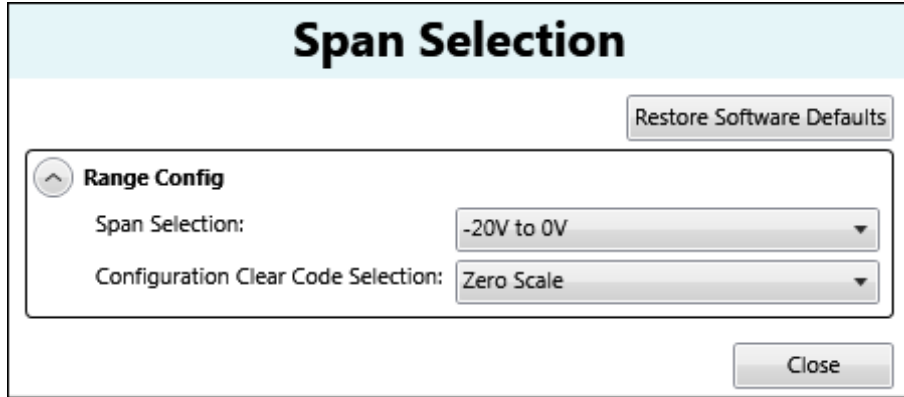 Span Selection
Restore Software Defaults
Range Config
Span Selection: -20V to 0V
Configuration Clear Code Selection: Zero Scale
Close